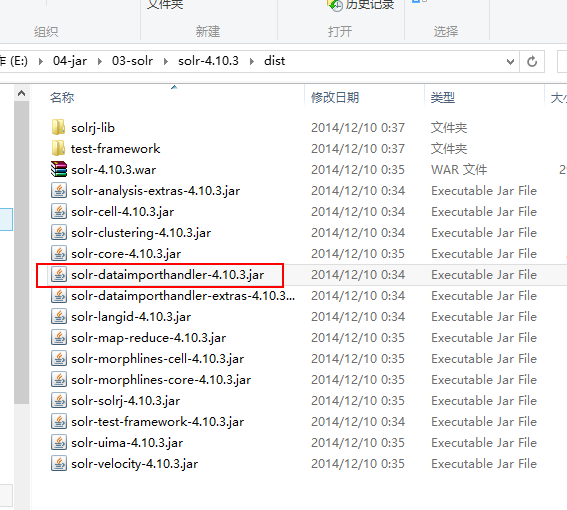 文件夹
历史记录
组织
新建
打开
选择
作 (E:) 04-jar 03-solr solr-4.10.3 dist
名称 修改日期 类型 大小
solrj-lib 2014/12/10 0:37 文件夹
test-framework 2014/12/10 0:37 文件夹
solr-4.10.3.war 2014/12/10 0:35 WAR 文件
solr-analysis-extras-4.10.3.jar 2014/12/10 0:34 Executable Jar File
solr-cell-4.10.3.jar 2014/12/10 0:34 Executable Jar File
solr-clustering-4.10.3.jar 2014/12/10 0:34 Executable Jar File
solr-core-4.10.3.jar 2014/12/10 0:35 Executable Jar File
solr-dataimporthandler-4.10.3.jar 2014/12/10 0:34 Executable Jar File
solr-dataimporthandler-extras-4.10.3... 2014/12/10 0:34 Executable Jar File
solr-langid-4.10.3.jar 2014/12/10 0:34 Executable Jar File
solr-map-reduce-4.10.3.jar 2014/12/10 0:35 Executable Jar File
solr-morphlines-cell-4.10.3.jar 2014/12/10 0:34 Executable Jar File
solr-morphlines-core-4.10.3.jar 2014/12/10 0:34 Executable Jar File
solr-solrj-4.10.3.jar 2014/12/10 0:35 Executable Jar File
solr-test-framework-4.10.3.jar 2014/12/10 0:34 Executable Jar File
solr-uima-4.10.3.jar 2014/12/10 0:35 Executable Jar File
solr-velocity-4.10.3.jar 2014/12/10 0:35 Executable Jar File